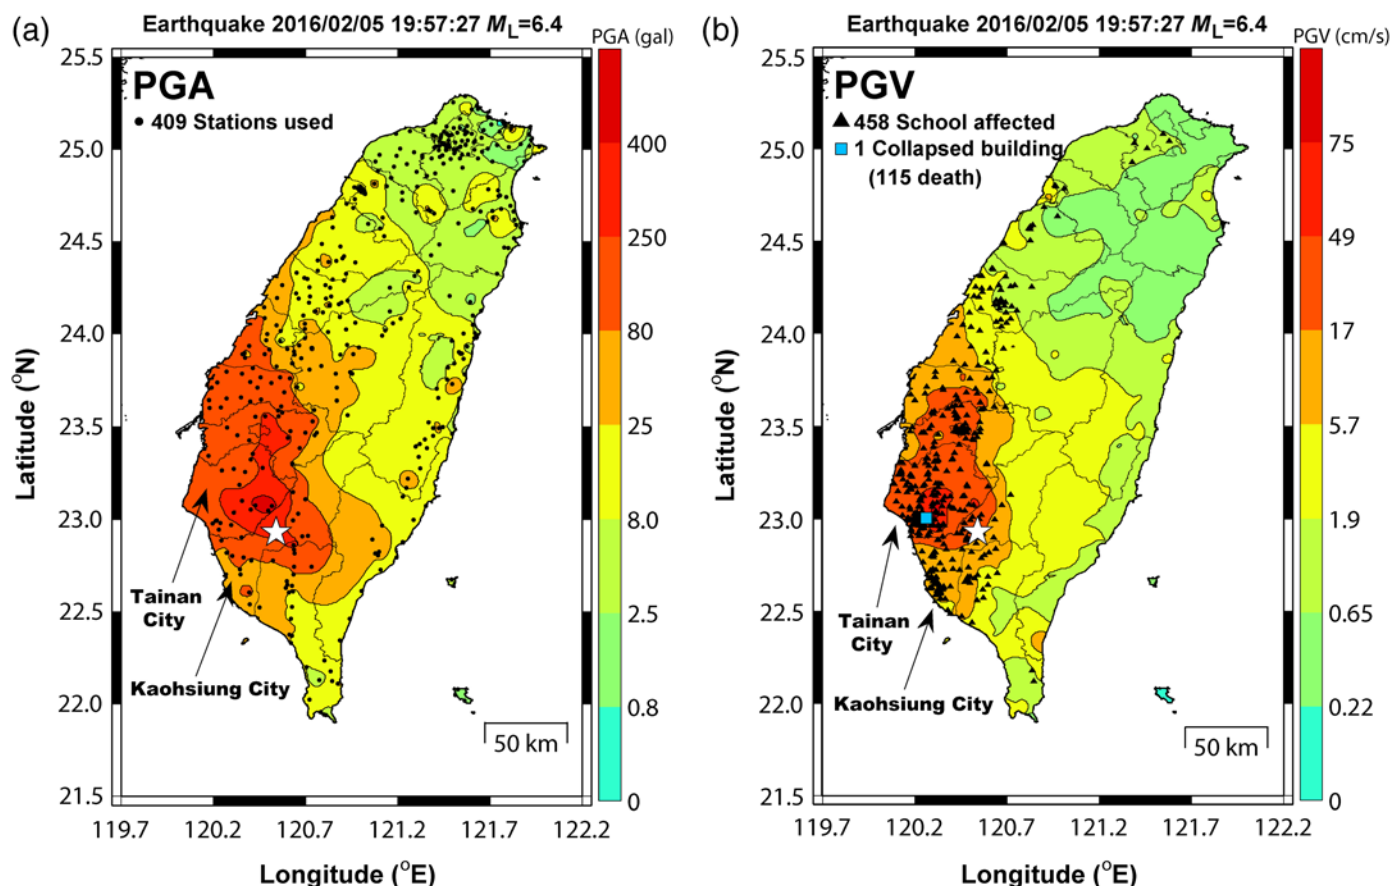 (a) Earthquake 2016/02/05 19:57:27 ML=6.4
PGA (gal)
PGA
409 Stations used
25.5
25.0
24.5
24.0
23.5
23.0
22.5
22.0
21.5
Latitude (°N)
400
250
80
25
8.0
2.5
0.8
0
Tainan
City
Kaohsiung City
50 km
119.7 120.2 120.7 121.2 121.7 122.2
Longitude (°E)
(b) Earthquake 2016/02/05 19:57:27 ML=6.4
PGV (cm/s)
PGV
458 School affected
1 Collapsed building
(115 death)
25.5
25.0
24.5
24.0
23.5
23.0
22.5
22.0
21.5
Latitude (°N)
75
49
17
5.7
1.9
0.65
0.22
0
Tainan
City
Kaohsiung City
50 km
119.7 120.2 120.7 121.2 121.7 122.2
Longitude (°E)